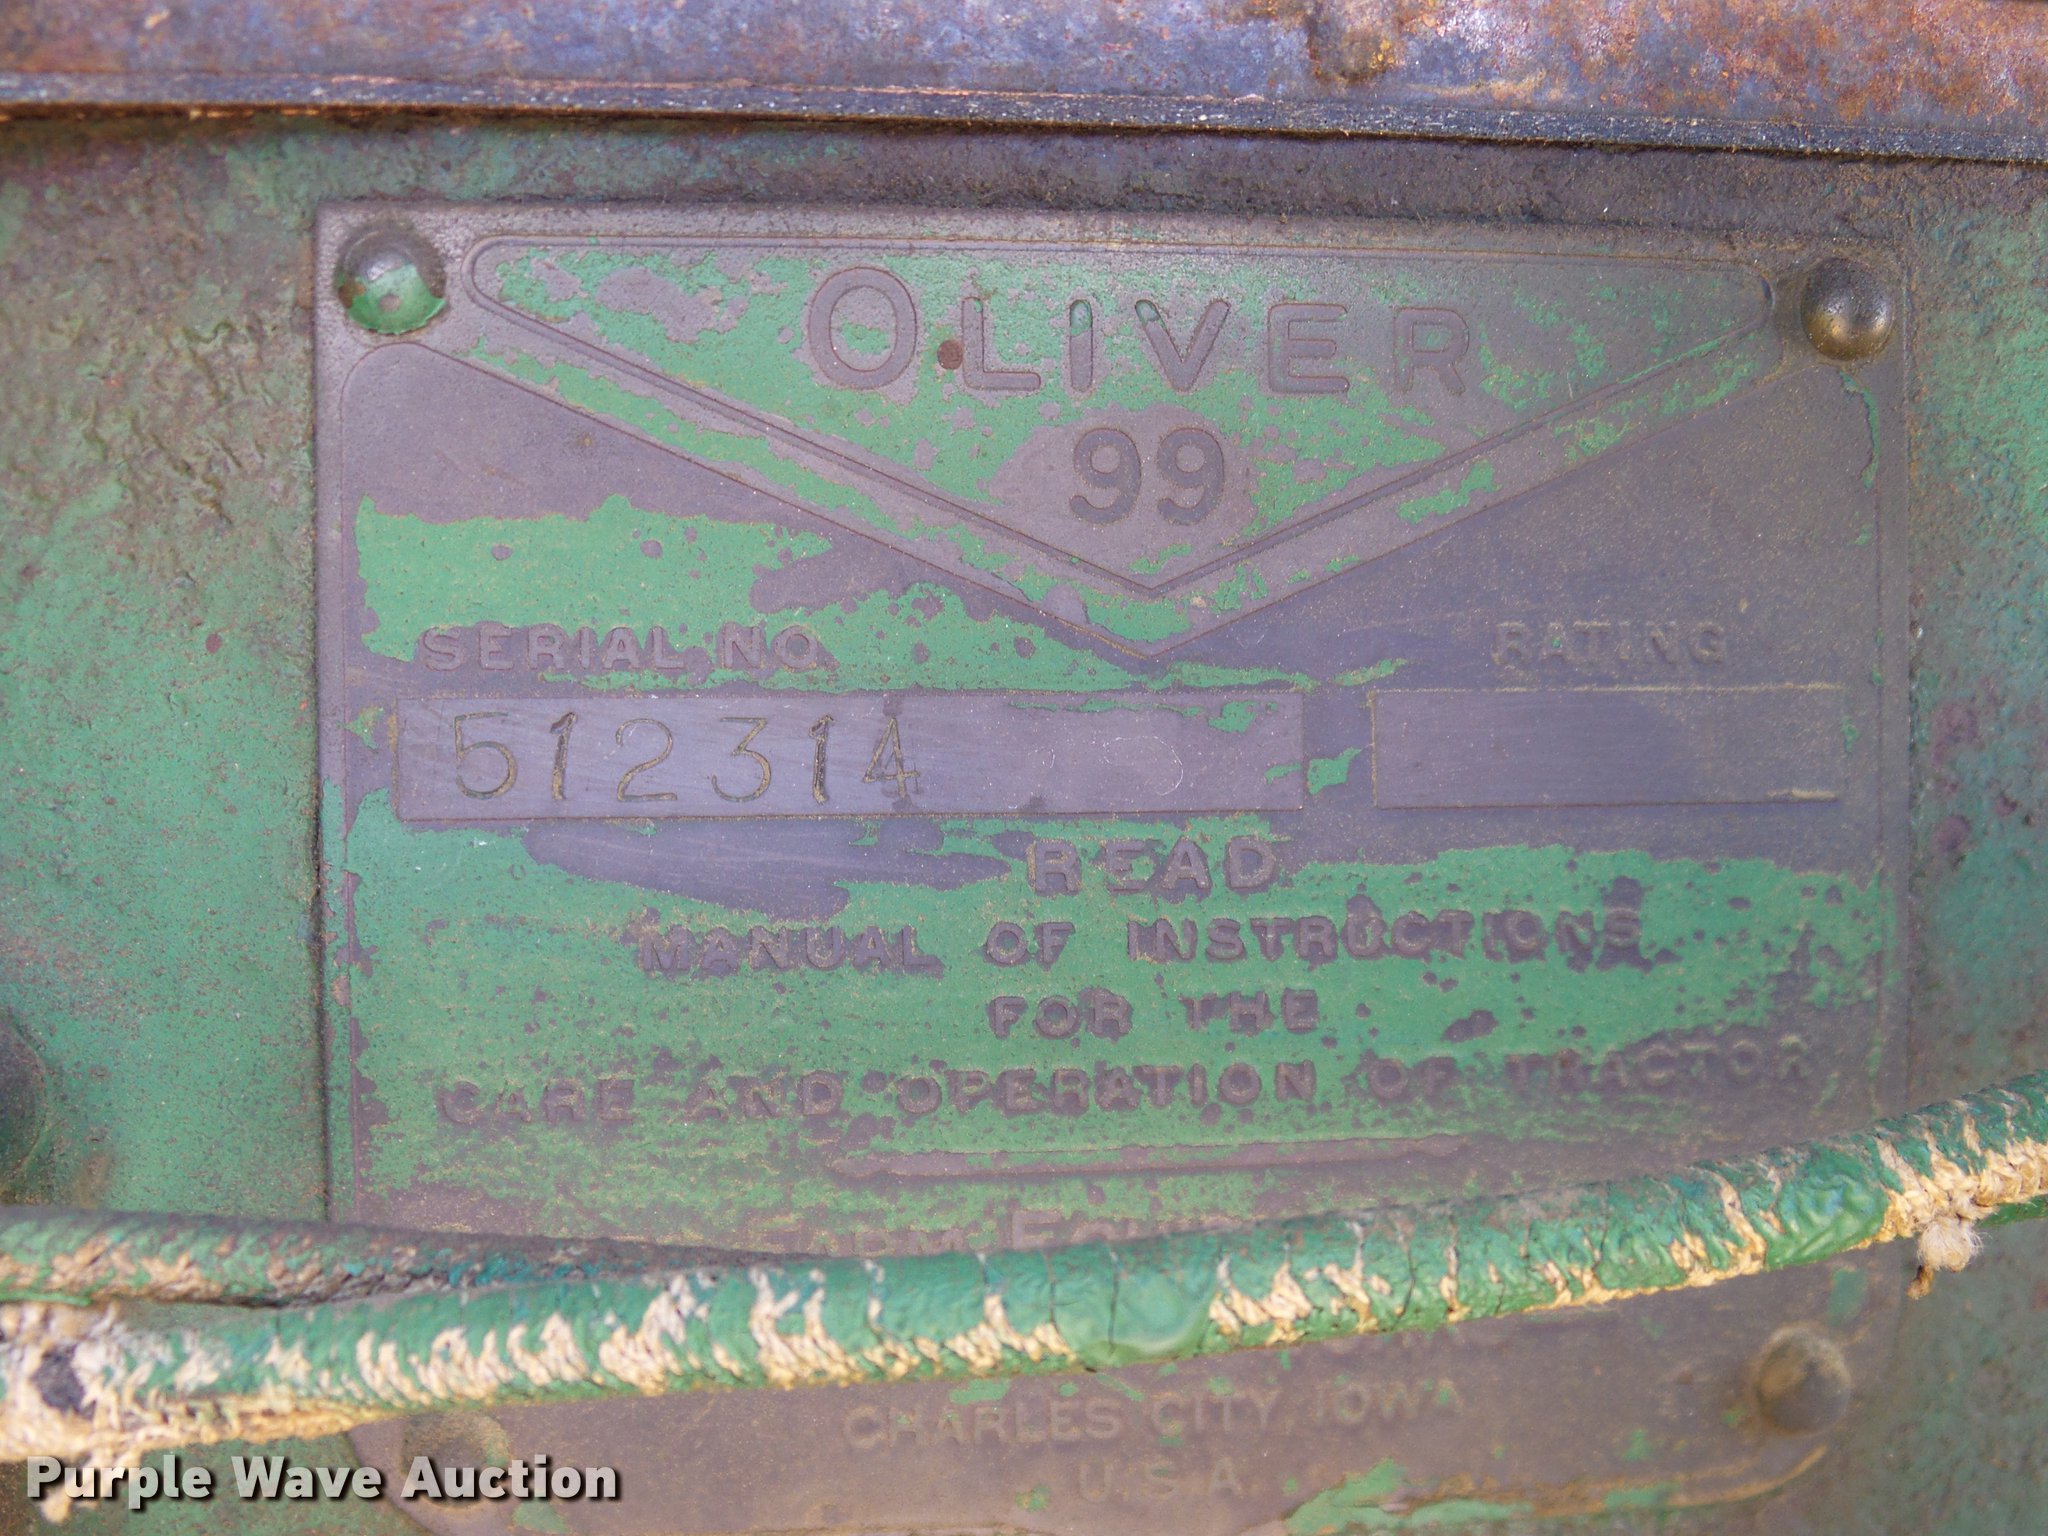 OLIVER
99
SERIAL NO.
RATING
512314
READ
MANUAL OF INSTRUCTIONS
FOR THE
CARE AND OPERATION OF TRACTOR
FARM
CHARLES CITY, IOWA
U.S.A.
Purple Wave Auction